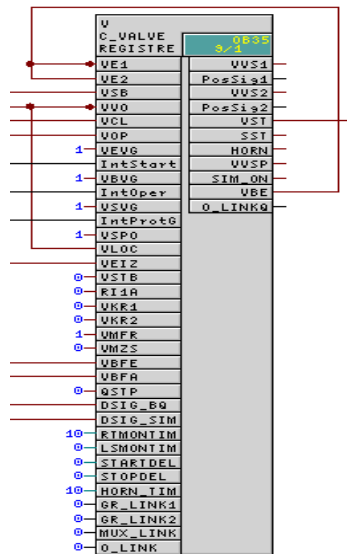 V
C_VALVE
REGISTRE
OB35
9/1
VE1 VVS1
VE2 PosSig1
VSB VVS2
VVO PosSig2
VCL VST
VOP SST
1 VEVG HORN
IntStart VVSP
1 VBVG SIM_ON
IntOper VBE
1 VSVG O_LINKQ
IntProtG
1 VSPO
VLOC
VEIZ
0 VSTB
0 RI1A
0 VKR1
0 VKR2
1 VMFR
0 VMZS
VBFE
VBFA
0 QSTP
DSIG_BQ
DSIG_SIM
10 RTMONTIM
0 LSMONTIM
0 STARTDEL
0 STOPDEL
10 HORN_TIM
0 GR_LINK1
0 GR_LINK2
0 MUX_LINK
0 O_LINK